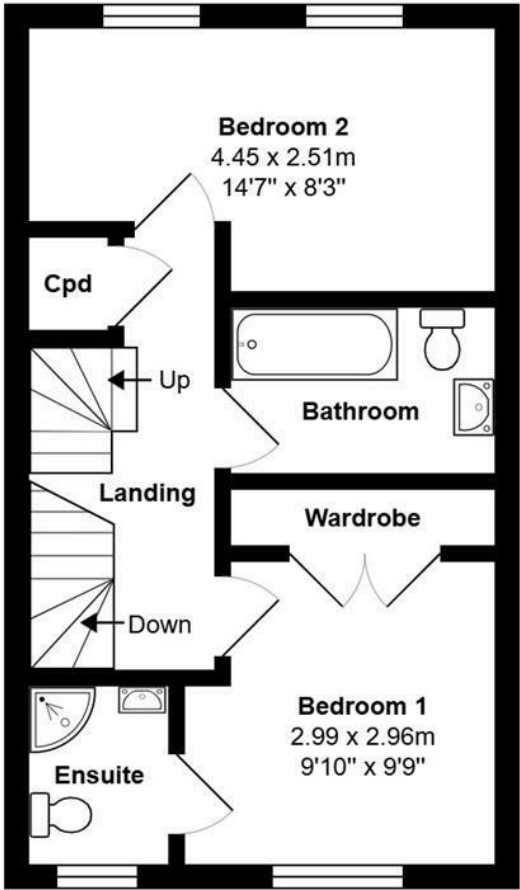 Bedroom 2
4.45 x 2.51m
14'7" x 8'3"
Cpd
Up
Bathroom
Landing
Wardrobe
Down
Bedroom 1
2.99 x 2.96m
9'10" x 9'9"
Ensuite